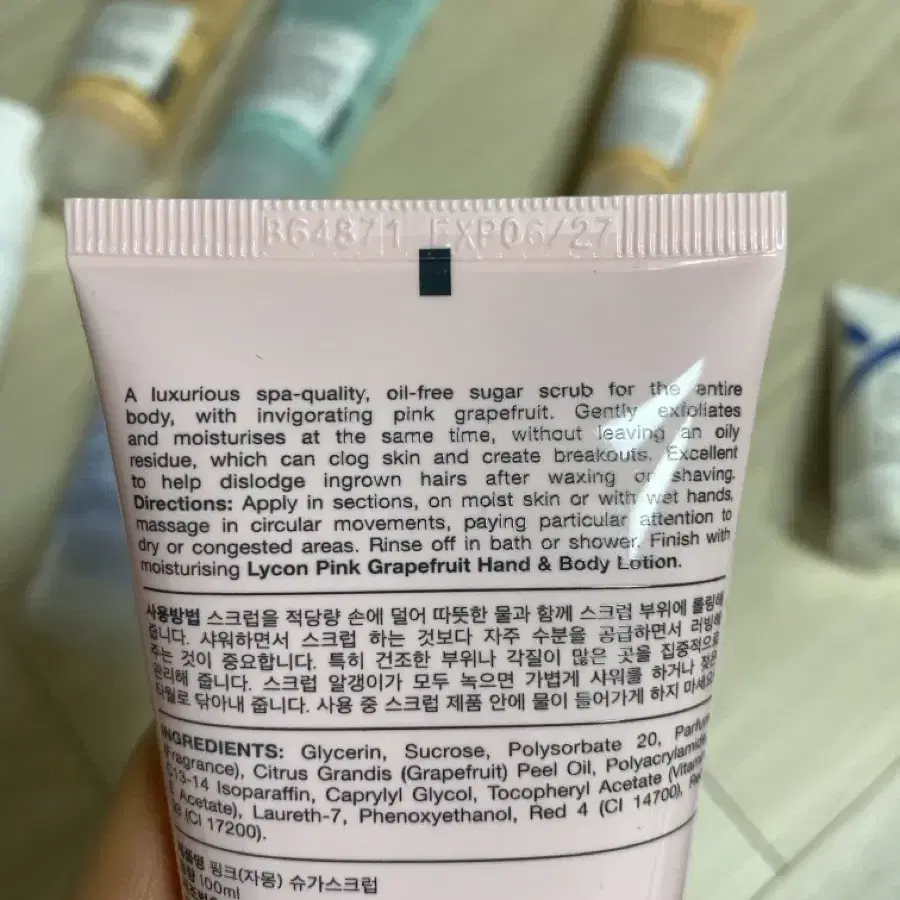 B64871 EXP06/27
A luxurious spa-quality, oil-free sugar scrub for the entire
body, with invigorating pink grapefruit. Gently exfoliates
and moisturises at the same time, without leaving an oily
residue, which can clog skin and create breakouts. Excellent
to help dislodge ingrown hairs after waxing or shaving.
Directions: Apply in sections, on moist skin or with wet hands,
massage in circular movements, paying particular attention to
dry or congested areas. Rinse off in bath or shower. Finish with
moisturising Lycon Pink Grapefruit Hand & Body Lotion.
사용방법 스크럽을 적당량 손에 덜어 따뜻한 물과 함께 스크럽 부위에 롤링해
줍니다. 샤워하면서 스크럽 하는 것보다 자주 수분을 공급하면서 러빙해
주는 것이 중요합니다. 특히 건조한 부위나 각질이 많은 곳을 집중적으로
관리해 줍니다. 스크럽 알갱이가 모두 녹으면 가볍게 샤워를 하거나 젖은
타월로 닦아내 줍니다. 사용 중 스크럽 제품 안에 물이 들어가게 하지 마세요.
INGREDIENTS: Glycerin, Sucrose, Polysorbate 20, Parfum
(Fragrance), Citrus Grandis (Grapefruit) Peel Oil, Polyacrylamide,
C13-14 Isoparaffin, Caprylyl Glycol, Tocopheryl Acetate (Vitamin
E Acetate), Laureth-7, Phenoxyethanol, Red 4 (CI 14700), Red
(CI 17200).
제품명 핑크(자몽) 슈가스크럽
100ml